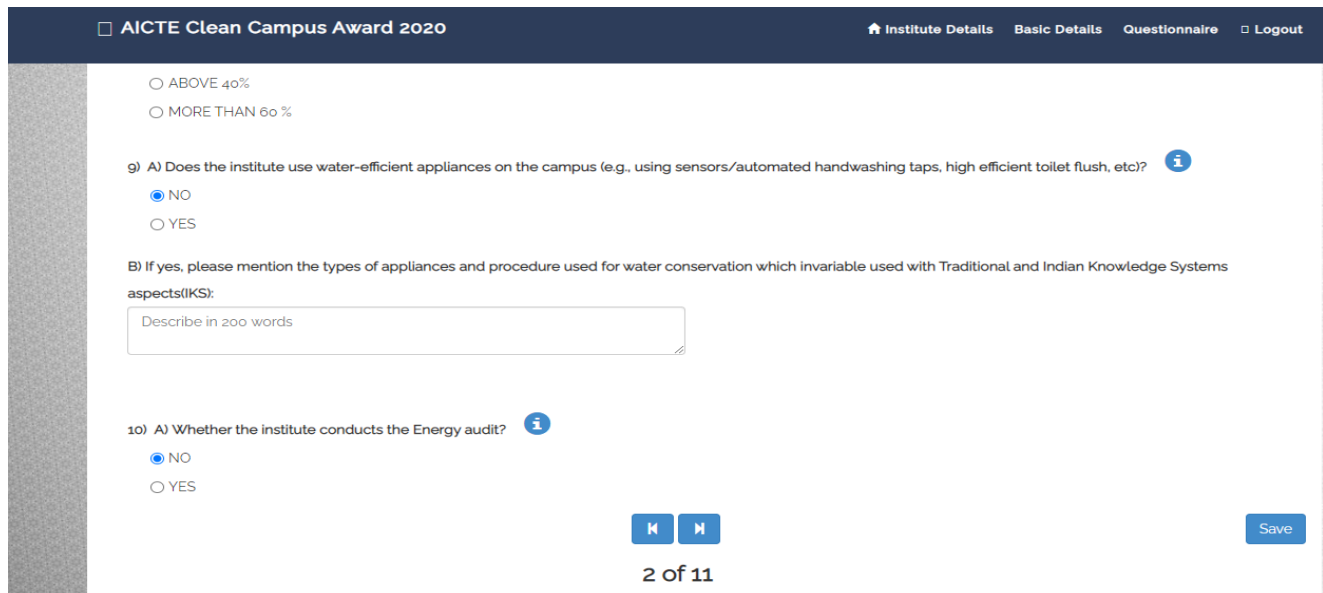 AICTE Clean Campus Award 2020
Institute Details Basic Details Questionnaire Logout
ABOVE 40%
MORE THAN 60 %
9) A) Does the institute use water-efficient appliances on the campus (e.g., using sensors/automated handwashing taps, high efficient toilet flush, etc)?
NO
YES
B) If yes, please mention the types of appliances and procedure used for water conservation which invariable used with Traditional and Indian Knowledge Systems
aspects(IKS):
Describe in 200 words
10) A) Whether the institute conducts the Energy audit?
NO
YES
Save
2 of 11